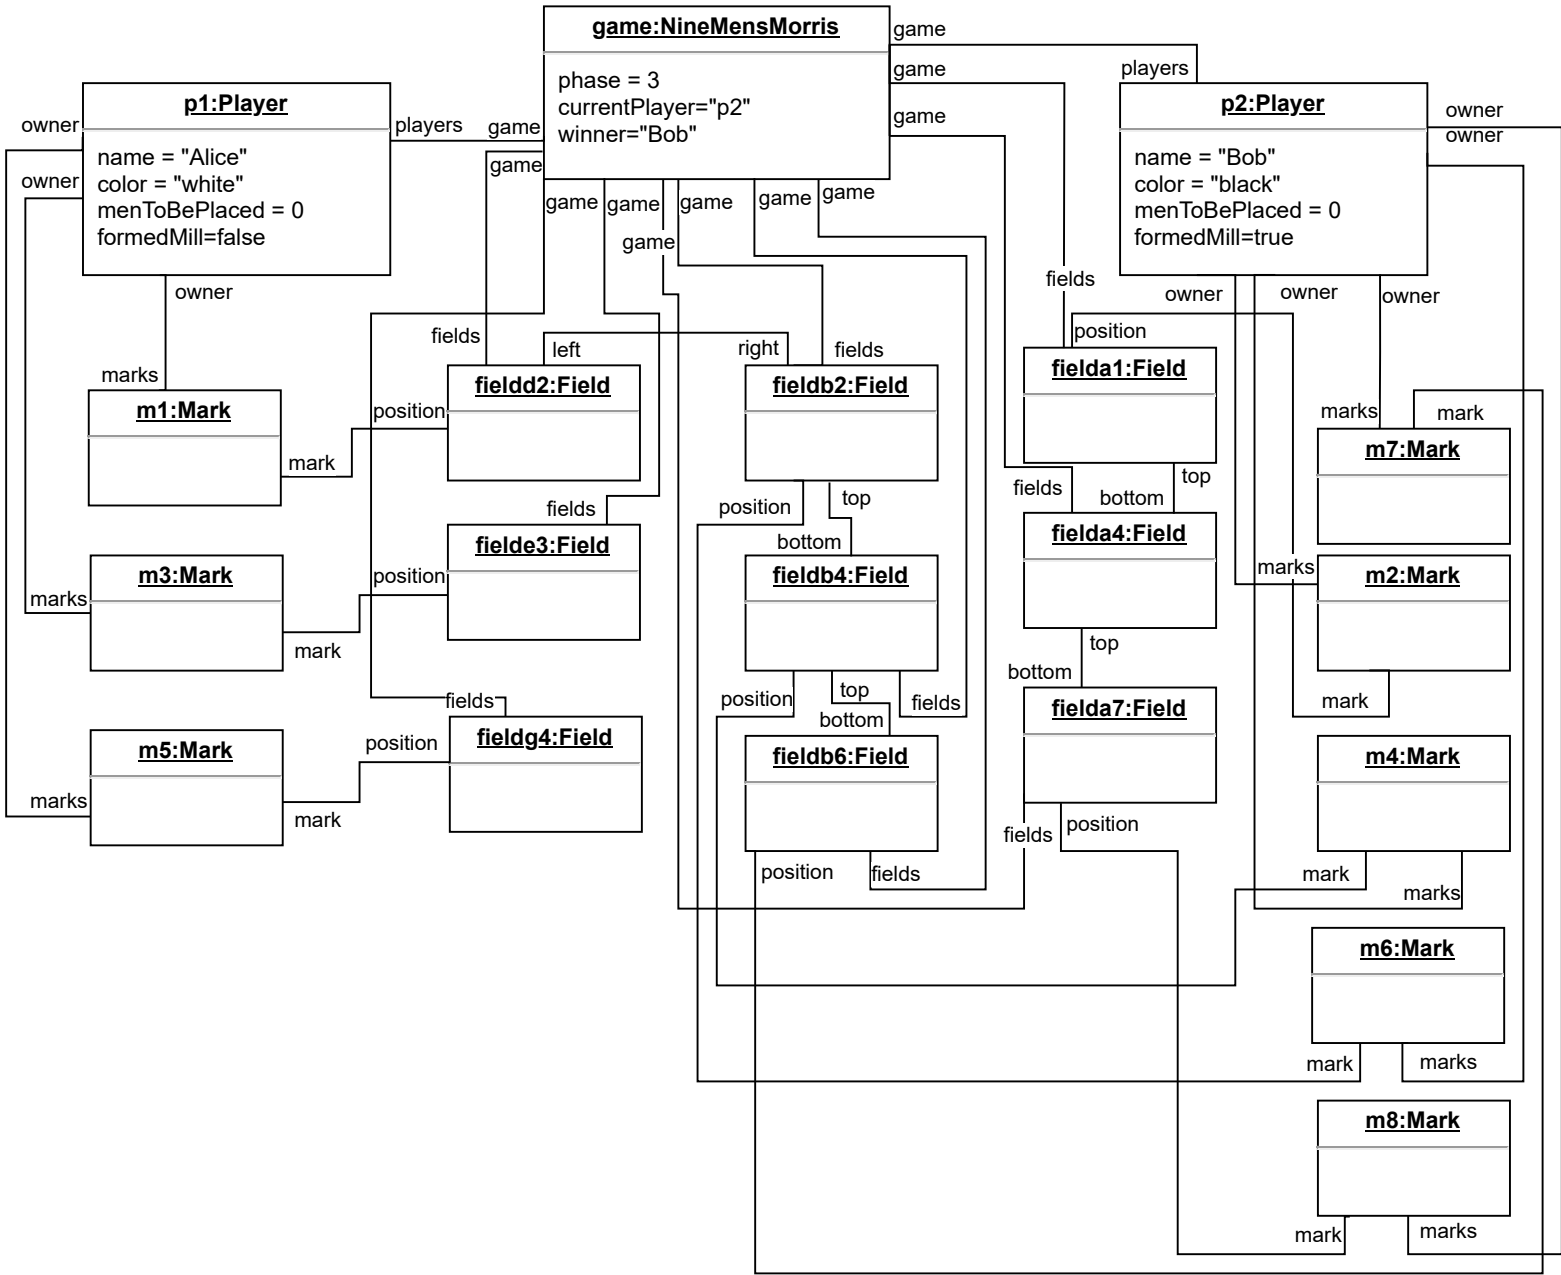 game:NineMensMorris
phase = 3
currentPlayer="p2"
winner="Bob"
game
game
game
players
p1:Player
name = "Alice"
color = "white"
menToBePlaced = 0
formedMill=false
owner
owner
players
game
game
p2:Player
name = "Bob"
color = "black"
menToBePlaced = 0
formedMill=true
owner
owner
game
game
game
game
game
game
owner
fields
owner
owner
owner
fields
left
right
fields
position
marks
m1:Mark
position
mark
fieldd2:Field
fieldb2:Field
fielda1:Field
marks
mark
m7:Mark
fields
position
top
fields
bottom
top
fielde3:Field
bottom
fielda4:Field
m3:Mark
position
marks
mark
fieldb4:Field
marks
m2:Mark
top
bottom
fields
position
top
bottom
fields
fielda7:Field
mark
m5:Mark
position
marks
mark
fieldg4:Field
fieldb6:Field
m4:Mark
fields
position
position
fields
mark
marks
m6:Mark
mark
marks
m8:Mark
mark
marks